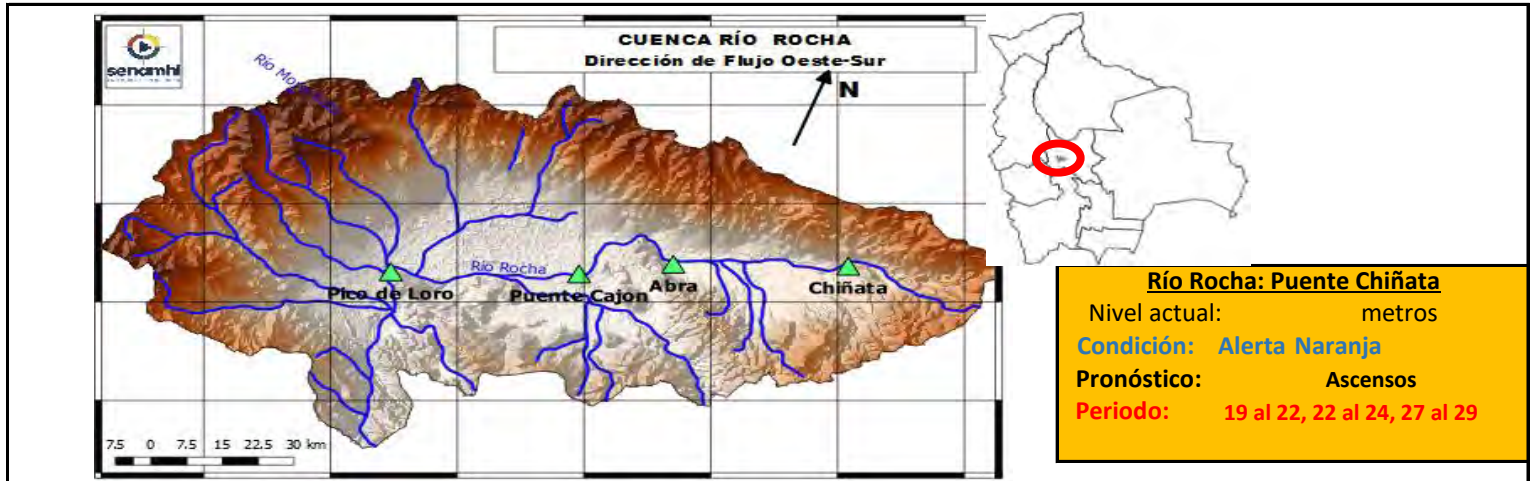 senamhi
CUENCA RÍO ROCHA
Dirección de Flujo Oeste-Sur
N
Río
Río Rocha
Pico de Loro
Puente Cajon
Abra
Chiñata
7.5 0 7.5 15 22.5 30 km
Río Rocha: Puente Chiñata
Nivel actual: metros
Condición: Alerta Naranja
Pronóstico: Ascensos
Periodo: 19 al 22, 22 al 24, 27 al 29